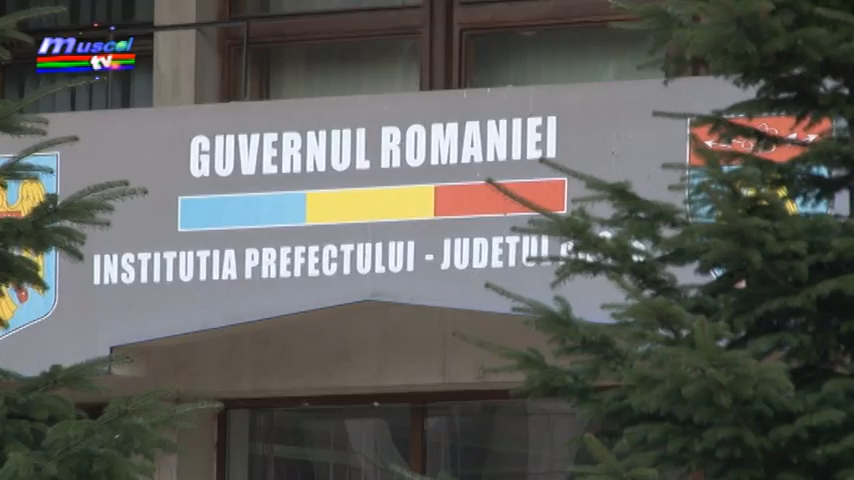 Muscel
tv
GUVERNUL ROMANIEI
INSTITUTIA PREFECTULUI - JUDETUL